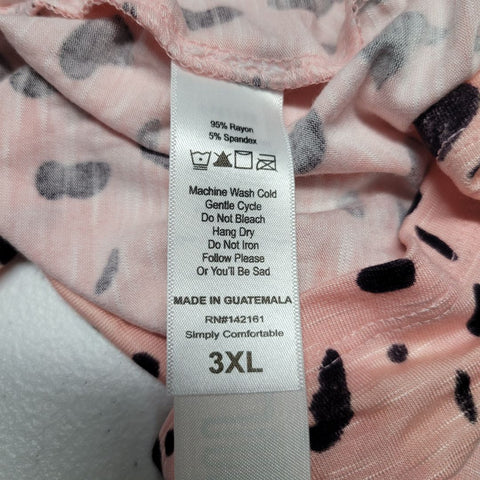 95% Rayon
5% Spandex
Machine Wash Cold
Gentle Cycle
Do Not Bleach
Hang Dry
Do Not Iron
Follow Please
Or You'll Be Sad
MADE IN GUATEMALA
RN#142161
Simply Comfortable
3XL